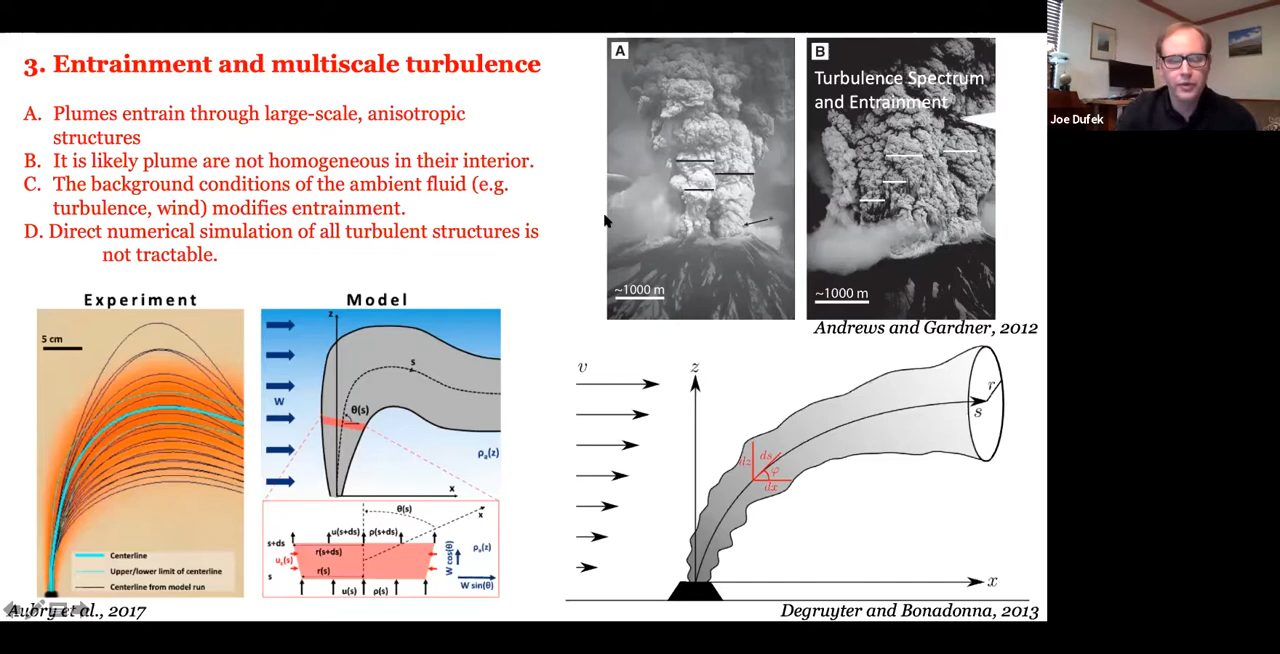 3. Entrainment and multiscale turbulence
A. Plumes entrain through large-scale, anisotropic
structures
B. It is likely plume are not homogeneous in their interior.
C. The background conditions of the ambient fluid (e.g.
turbulence, wind) modifies entrainment.
D. Direct numerical simulation of all turbulent structures is
not tractable.
A
~1000 m
B
Turbulence Spectrum
and Entrainment
~1000 m
Andrews and Gardner, 2012
Joe Dufek
Experiment
5 cm
Centerline
Upper/lower limit of centerline
Centerline from model run
Aubry et al., 2017
Model
z
s
W
θ(s)
ρₐ(z)
x
θ(s)
x
s+ds
u(s+ds)
ρ(s+ds)
r(s+ds)
uₑ(s)
r(s)
s
u(s)
ρ(s)
W cos(θ)
ρₐ(z)
W sin(θ)
v
z
r
s
dz
ds
φ
dx
x
Degruyter and Bonadonna, 2013